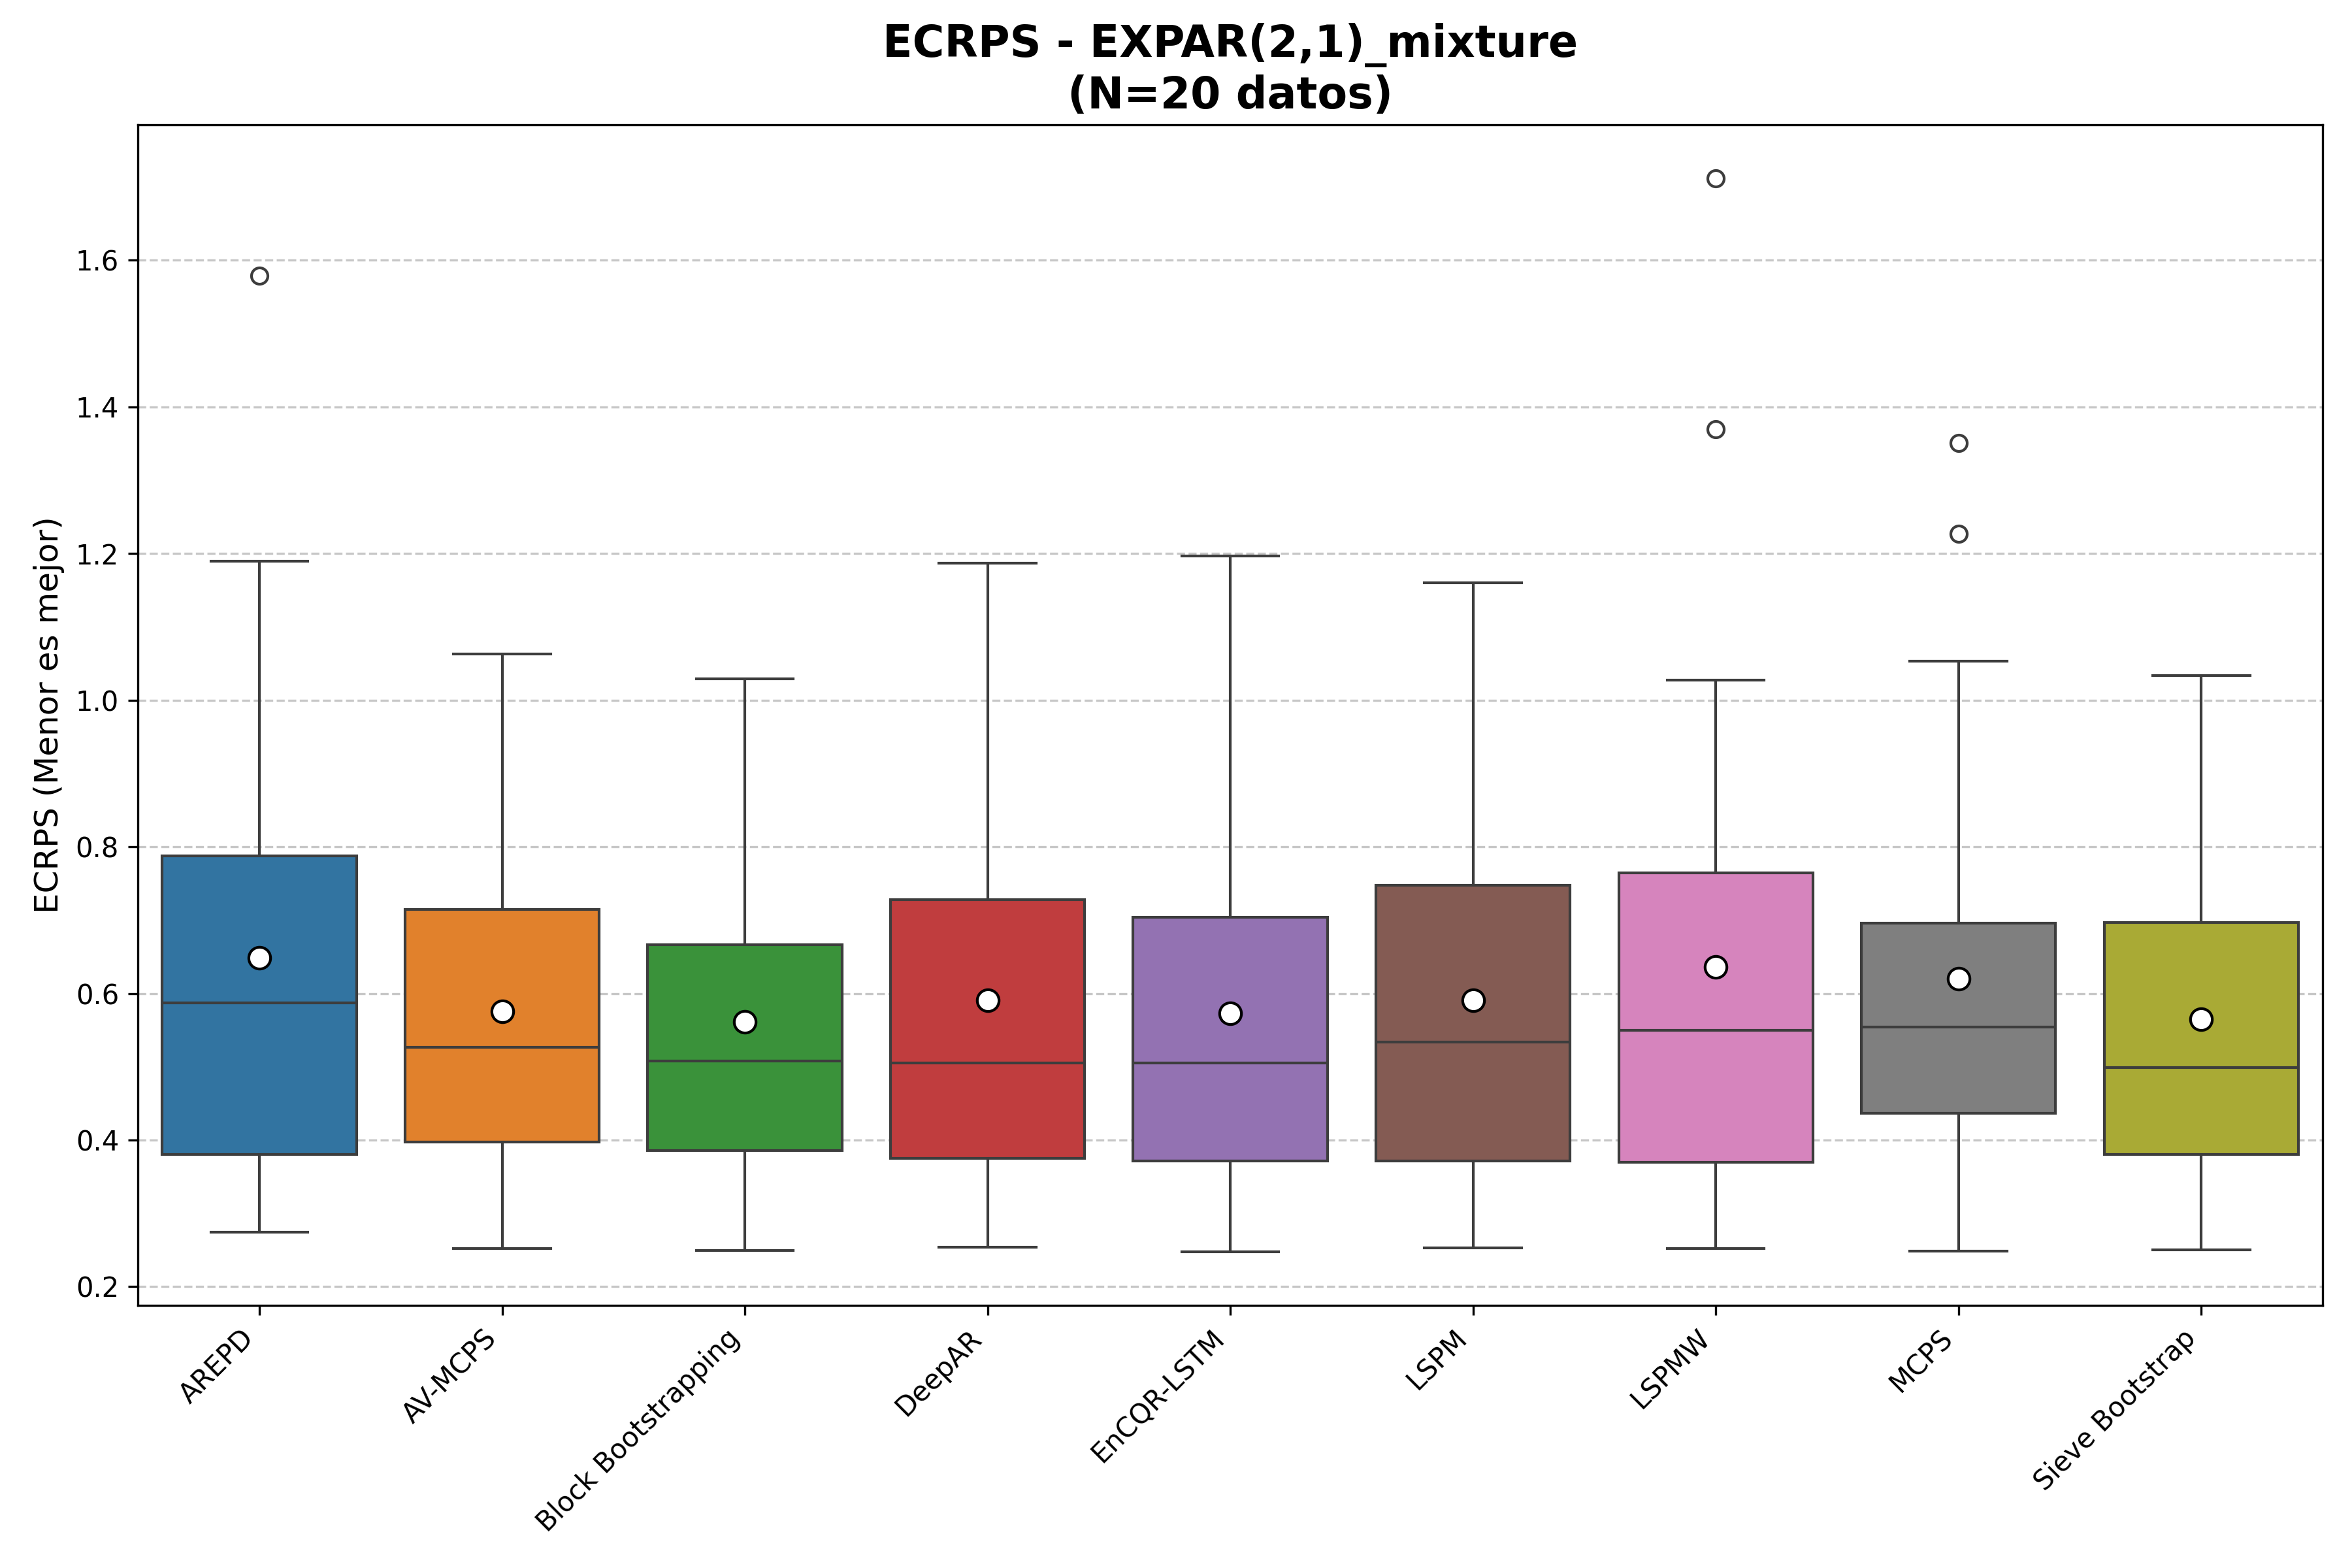 ECRPS - EXPAR(2,1)_mixture
(N=20 datos)
ECRPS (Menor es mejor)
1.6
1.4
1.2
1.0
0.8
0.6
0.4
0.2
AREPD
AV-MCPS
Block Bootstrapping
DeepAR
EnCQR-LSTM
LSPM
LSPMW
MCPS
Sieve Bootstrap